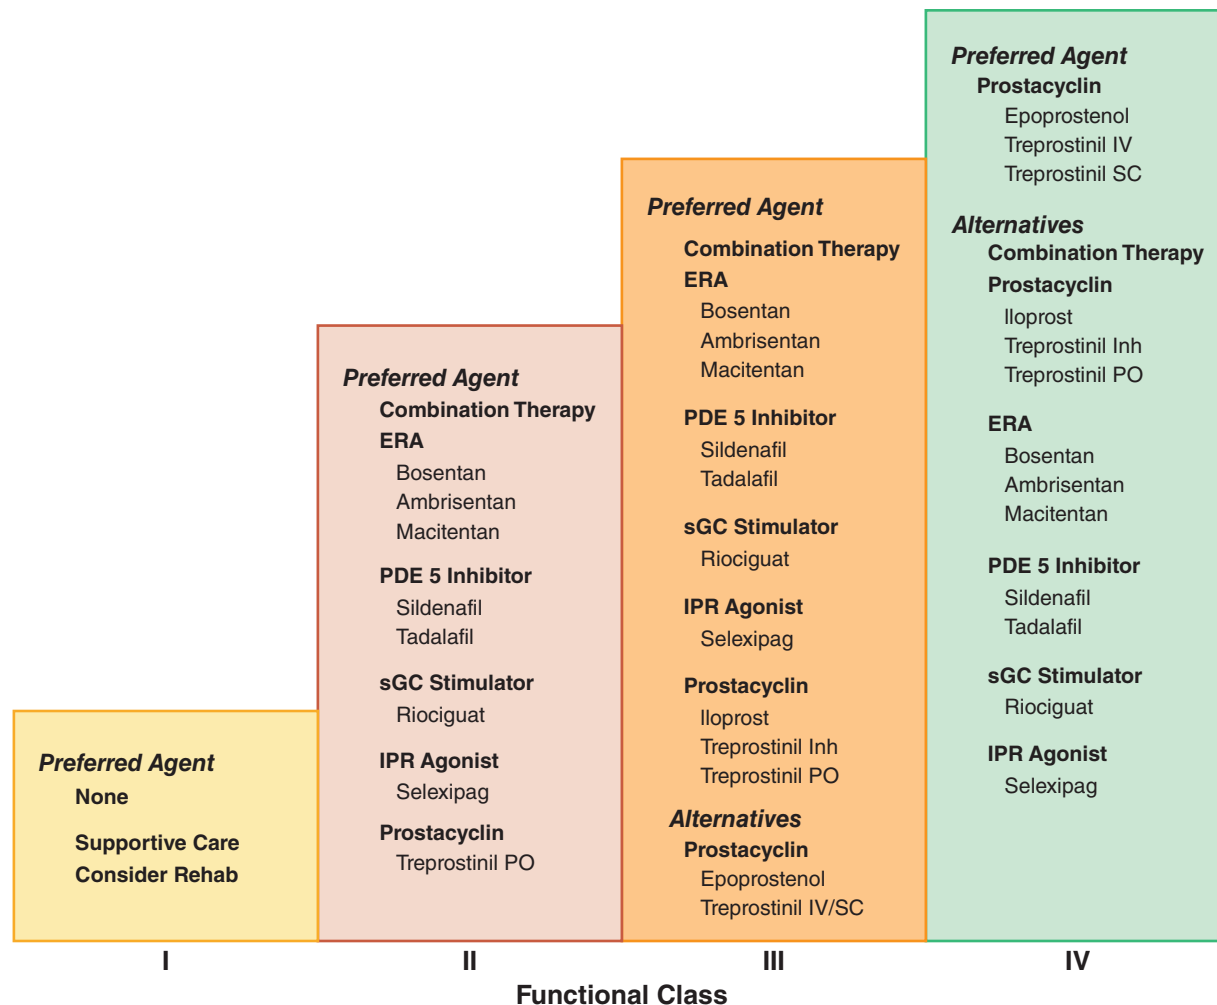 Preferred Agent
None
Supportive Care
Consider Rehab
Preferred Agent
Combination Therapy
ERA
Bosentan
Ambrisentan
Macitentan
PDE 5 Inhibitor
Sildenafil
Tadalafil
sGC Stimulator
Riociguat
IPR Agonist
Selexipag
Prostacyclin
Treprostinil PO
Preferred Agent
Combination Therapy
ERA
Bosentan
Ambrisentan
Macitentan
PDE 5 Inhibitor
Sildenafil
Tadalafil
sGC Stimulator
Riociguat
IPR Agonist
Selexipag
Prostacyclin
Iloprost
Treprostinil Inh
Treprostinil PO
Alternatives
Prostacyclin
Epoprostenol
Treprostinil IV/SC
Preferred Agent
Prostacyclin
Epoprostenol
Treprostinil IV
Treprostinil SC
Alternatives
Combination Therapy
Prostacyclin
Iloprost
Treprostinil Inh
Treprostinil PO
ERA
Bosentan
Ambrisentan
Macitentan
PDE 5 Inhibitor
Sildenafil
Tadalafil
sGC Stimulator
Riociguat
IPR Agonist
Selexipag
I
II
III
IV
Functional Class